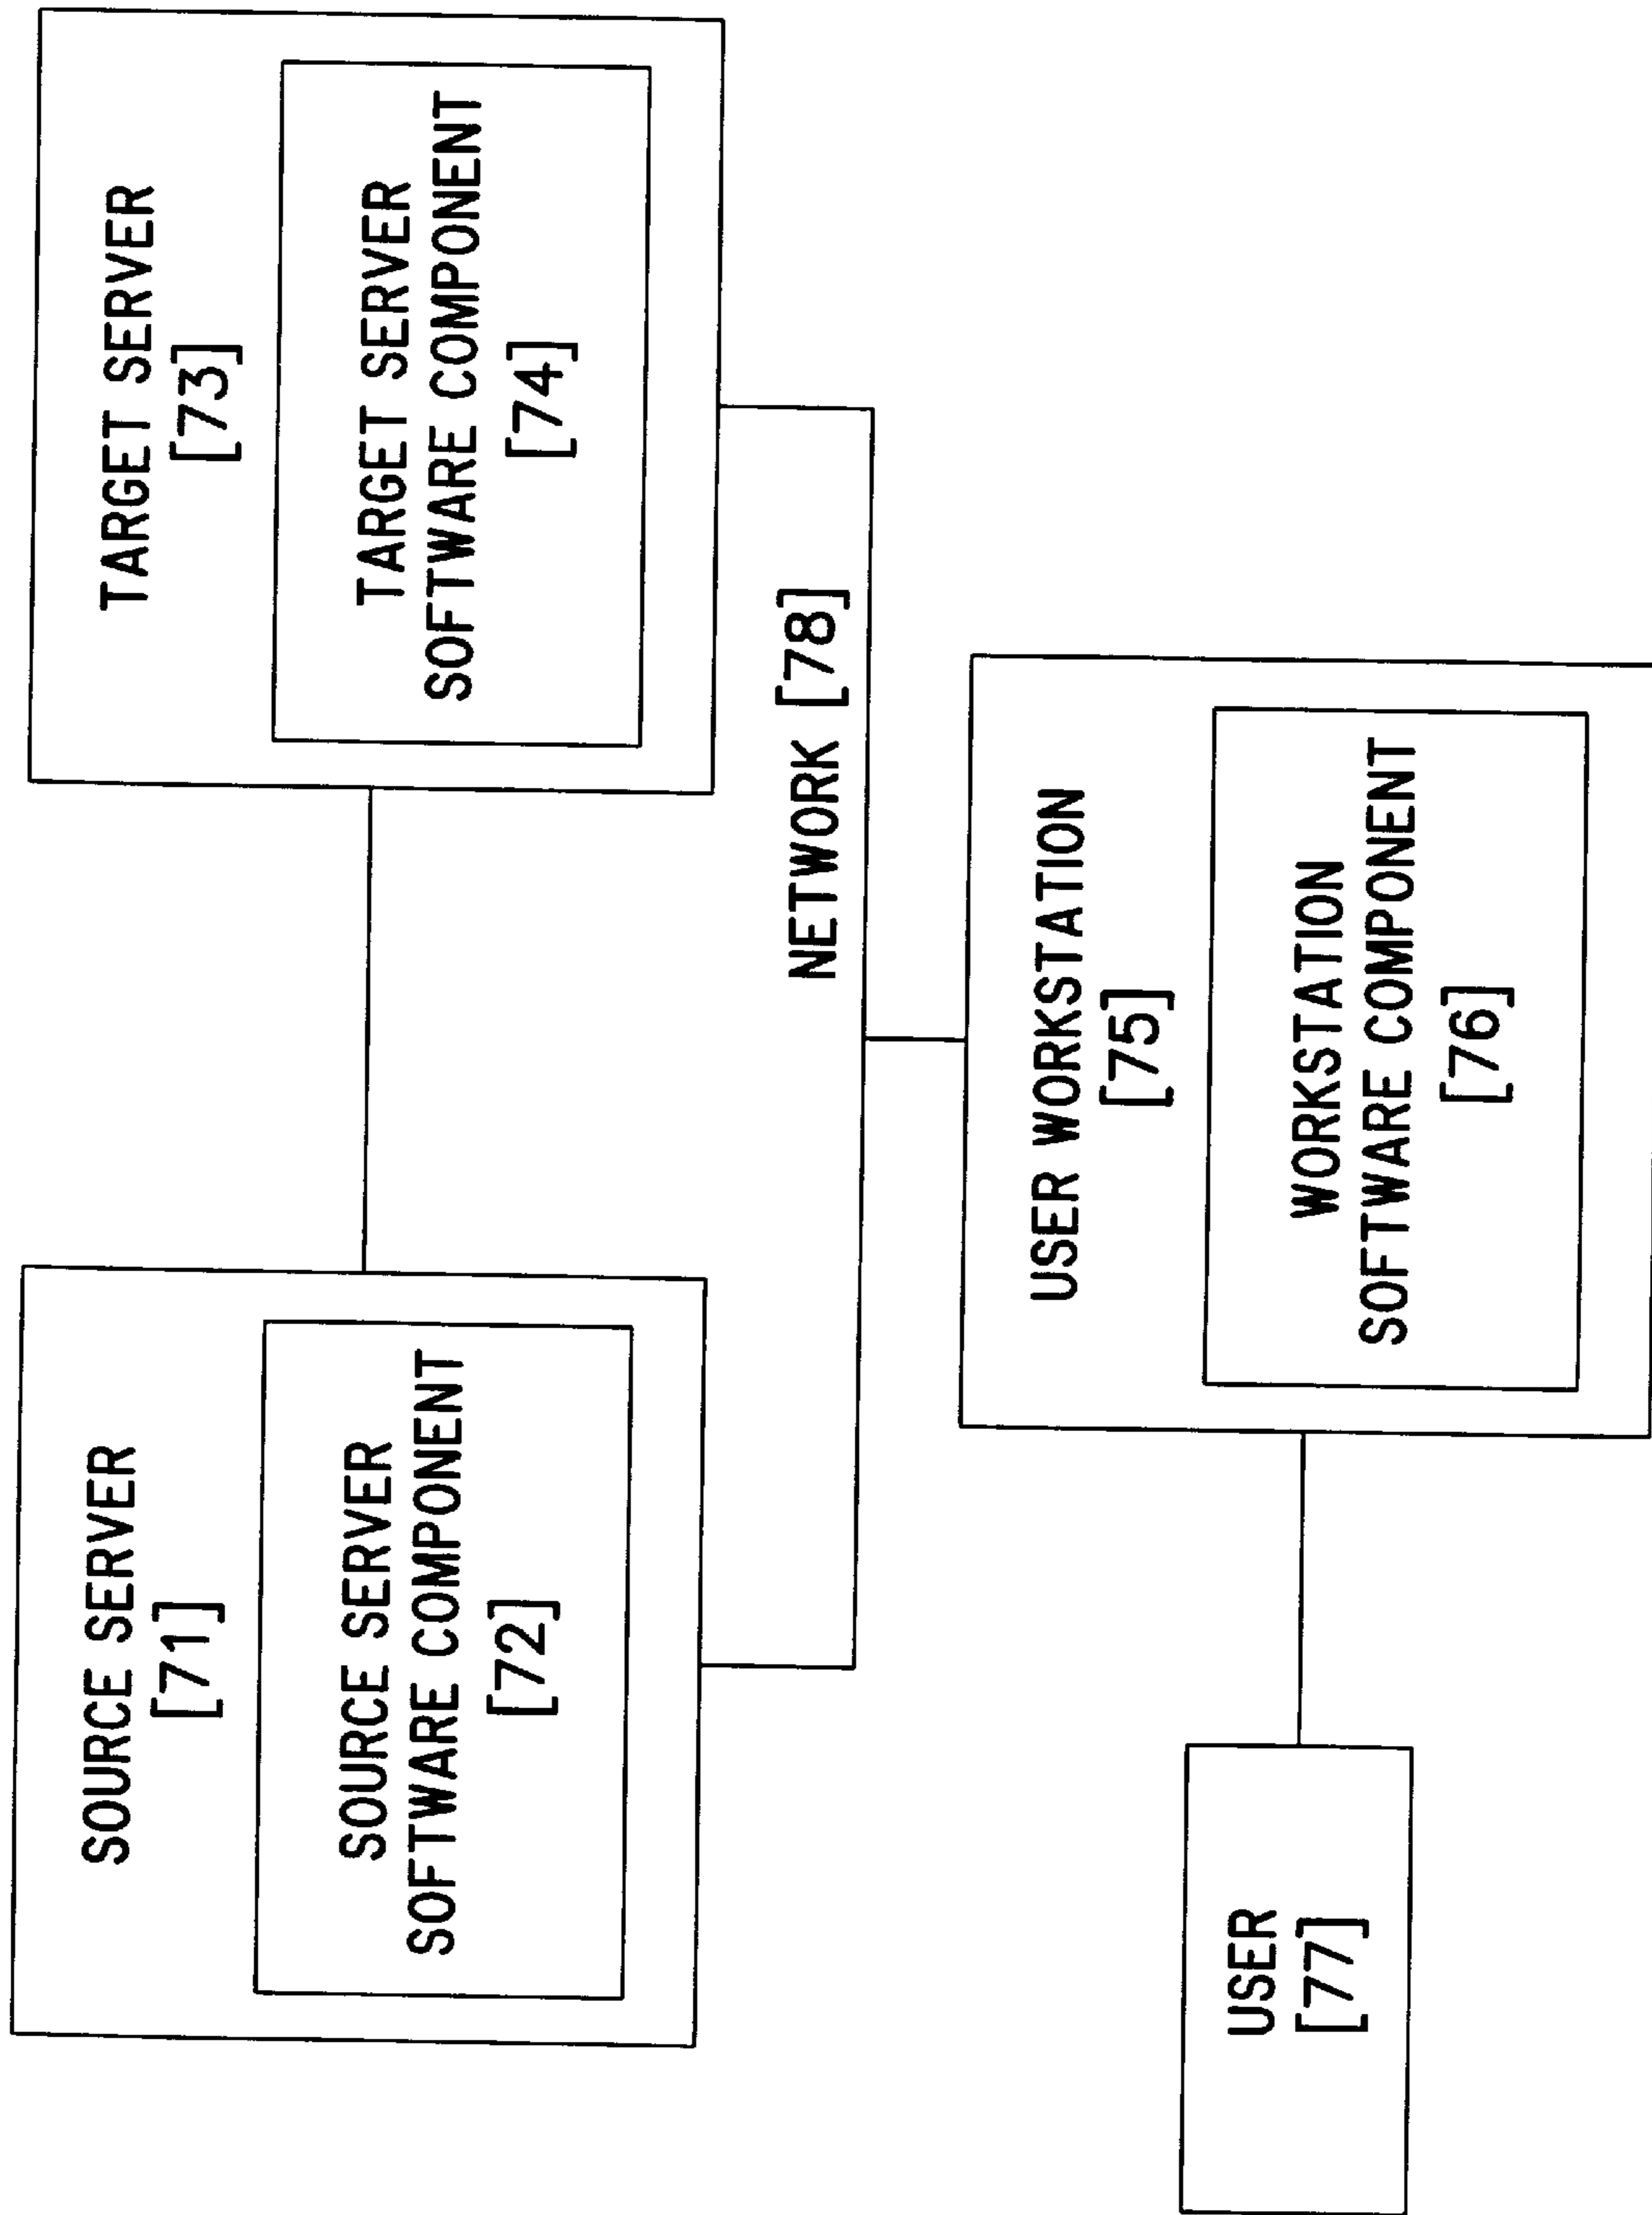 SOURCE SERVER
[71]
SOURCE SERVER
SOFTWARE COMPONENT
[72]
TARGET SERVER
[73]
TARGET SERVER
SOFTWARE COMPONENT
[74]
NETWORK [78]
USER WORKSTATION
[75]
WORKSTATION
SOFTWARE COMPONENT
[76]
USER
[77]